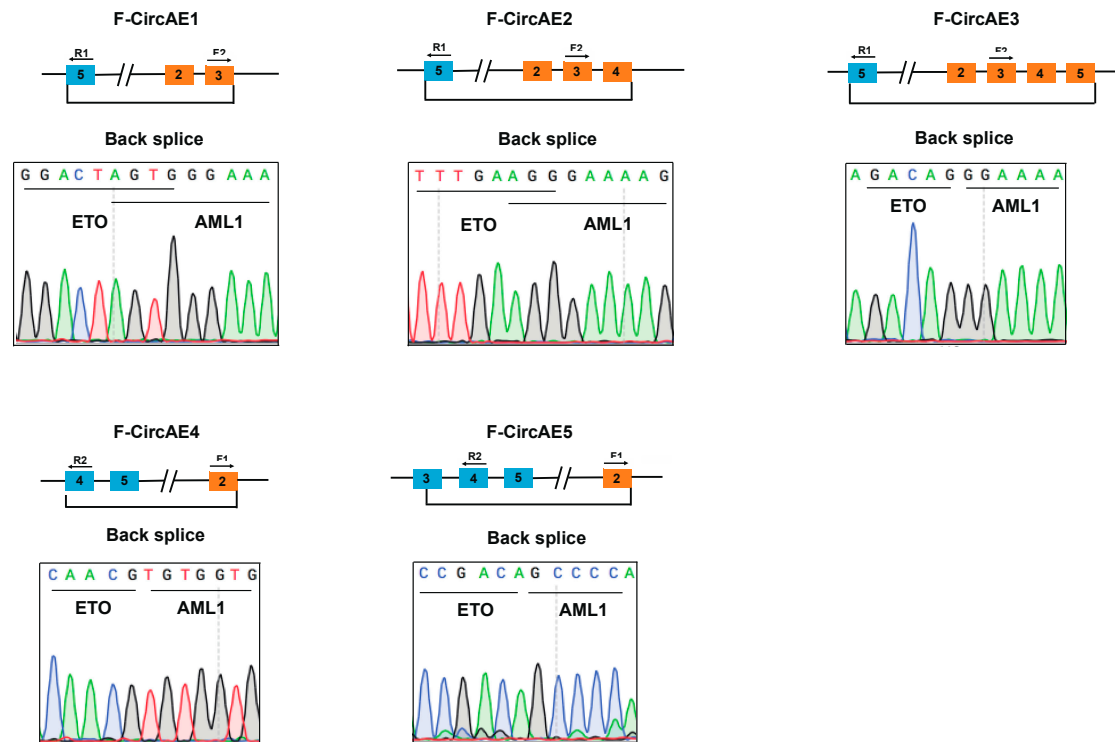 F-CircAE1
R1 F2
5 2 3
Back splice
G G A C T A G T G G G A A A
ETO AML1
F-CircAE2
R1 F2
5 2 3 4
Back splice
T T T G A A G G G A A A A G
ETO AML1
F-CircAE3
R1 F2
5 2 3 4 5
Back splice
A G A C A G G G A A A A
ETO AML1
F-CircAE4
R2 F1
4 5 2
Back splice
C A A C G T G T G G T G
ETO AML1
F-CircAE5
R2 F1
3 4 5 2
Back splice
C C G A C A G C C C C A
ETO AML1